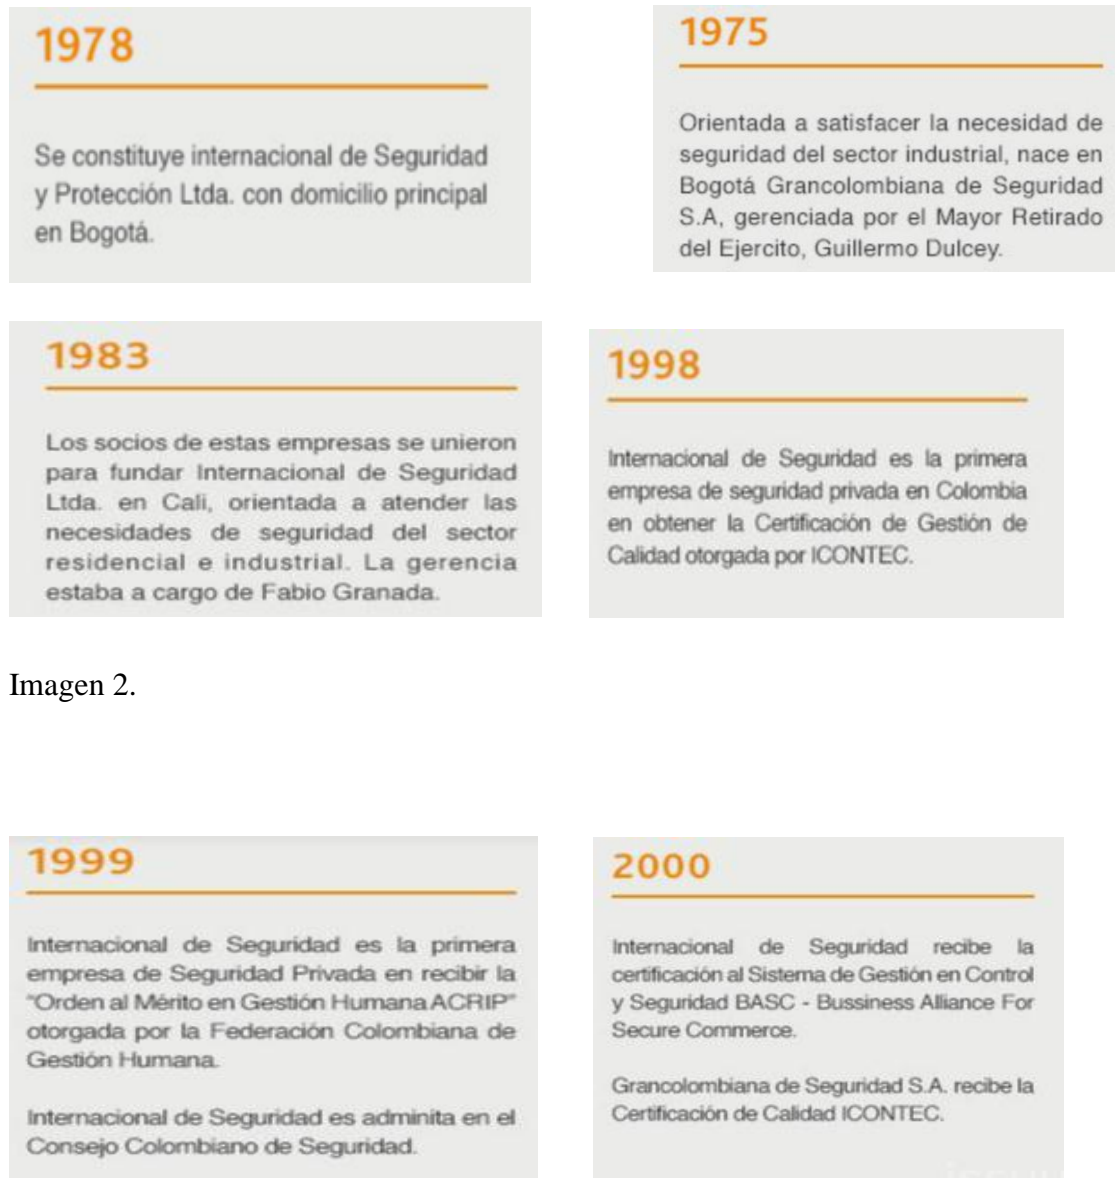 1978
Se constituye internacional de Seguridad
y Protección Ltda. con domicilio principal
en Bogotá.
1975
Orientada a satisfacer la necesidad de
seguridad del sector industrial, nace en
Bogotá Grancolombiana de Seguridad
S.A, gerenciada por el Mayor Retirado
del Ejercito, Guillermo Dulcey.
1983
Los socios de estas empresas se unieron
para fundar Internacional de Seguridad
Ltda. en Cali, orientada a atender las
necesidades de seguridad del sector
residencial e industrial. La gerencia
estaba a cargo de Fabio Granada.
1998
Internacional de Seguridad es la primera
empresa de seguridad privada en Colombia
en obtener la Certificación de Gestión de
Calidad otorgada por ICONTEC.
Imagen 2.
1999
Internacional de Seguridad es la primera
empresa de Seguridad Privada en recibir la
"Orden al Mérito en Gestión Humana ACRIP"
otorgada por la Federación Colombiana de
Gestión Humana.
Internacional de Seguridad es adminita en el
Consejo Colombiano de Seguridad.
2000
Internacional de Seguridad recibe la
certificación al Sistema de Gestión en Control
y Seguridad BASC - Bussiness Alliance For
Secure Commerce.
Grancolombiana de Seguridad S.A. recibe la
Certificación de Calidad ICONTEC.